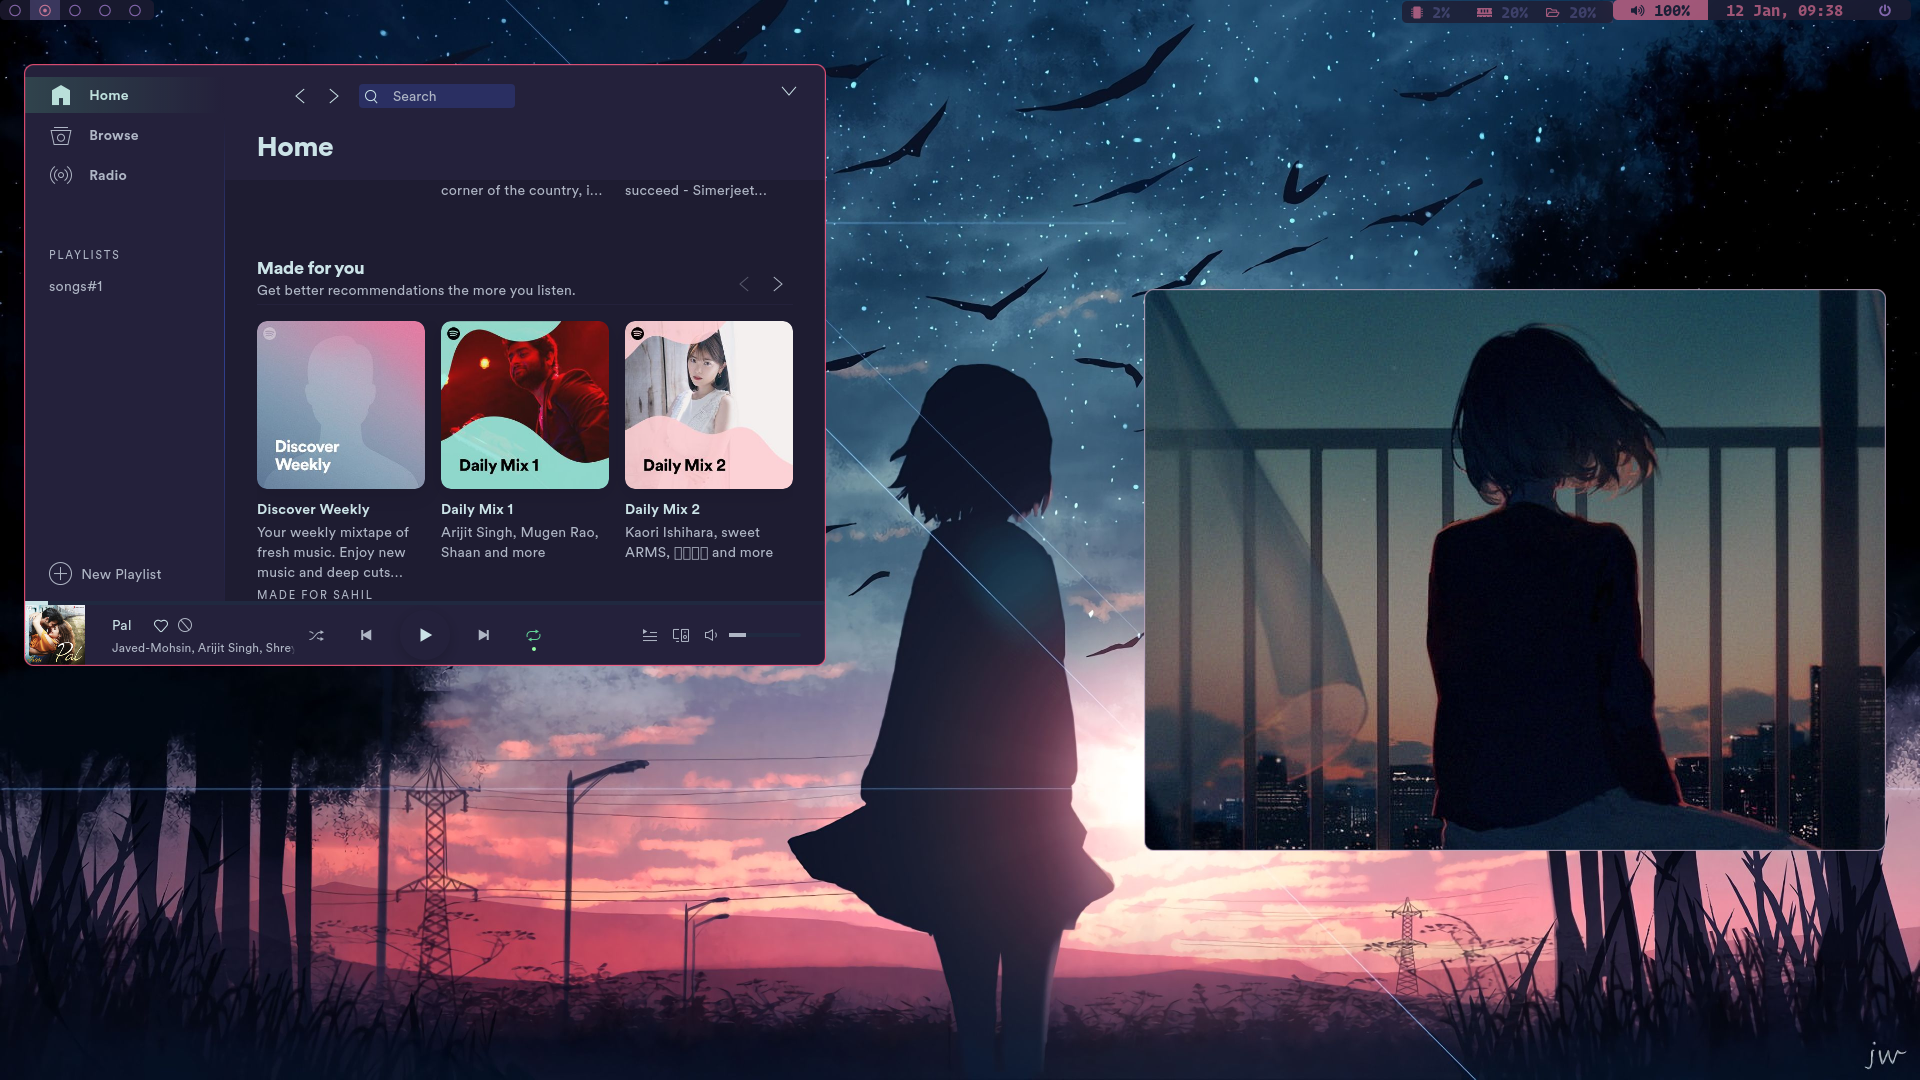 2%
20%
20%
100%
12 Jan, 09:38
Home
Browse
Radio
PLAYLISTS
songs#1
New Playlist
Search
Home
corner of the country, i...
succeed - Simerjeet...
Made for you
Get better recommendations the more you listen.
Discover
Weekly
Daily Mix 1
Daily Mix 2
Discover Weekly
Your weekly mixtape of
fresh music. Enjoy new
music and deep cuts...
Daily Mix 1
Arijit Singh, Mugen Rao,
Shaan and more
Daily Mix 2
Kaori Ishihara, sweet
ARMS, □□□□ and more
MADE FOR SAHIL
Pal
Pal
Javed-Mohsin, Arijit Singh, Shre
jw